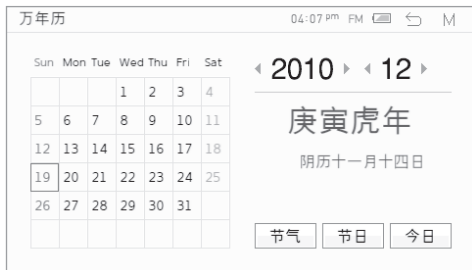 万年历 04:07 PM FM M
Sun Mon Tue Wed Thu Fri Sat
1 2 3 4
5 6 7 8 9 10 11
12 13 14 15 16 17 18
19 20 21 22 23 24 25
26 27 28 29 30 31
2010 12
庚寅虎年
阴历十一月十四日
节气 节日 今日